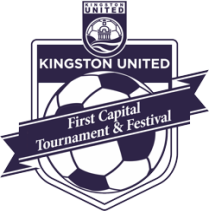 KINGSTON
UNITED
KINGSTON UNITED
First Capital
Tournament & Festival